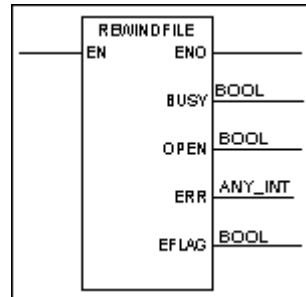 REWINDFILE
EN ENO
BUSY BOOL
OPEN BOOL
ERR ANY_INT
EFLAG BOOL